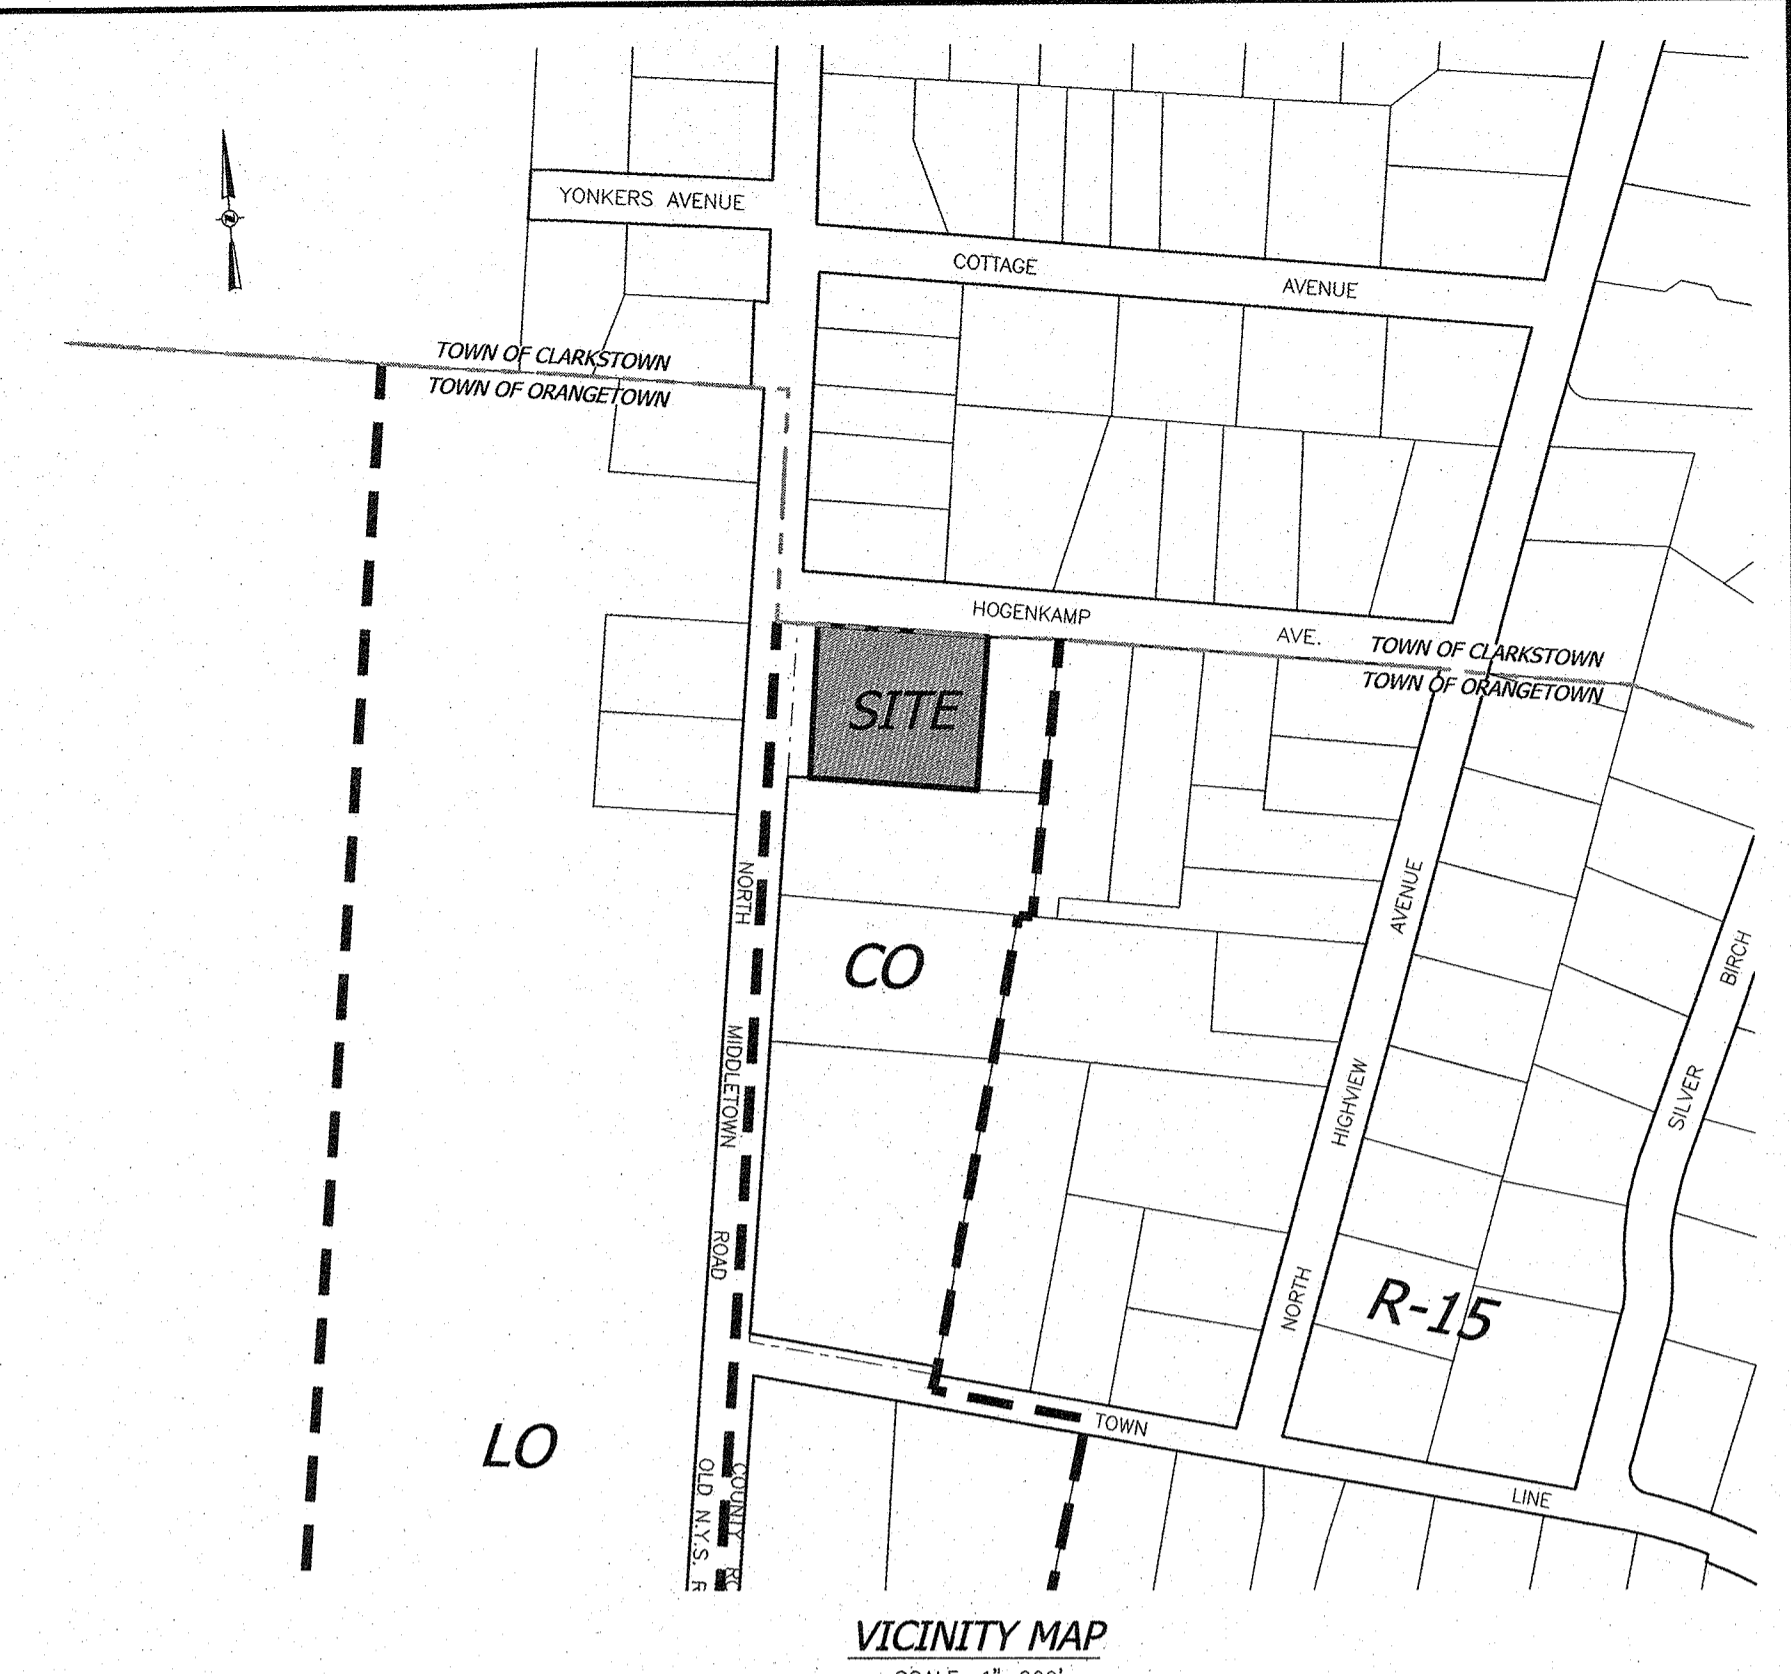 YONKERS AVENUE
COTTAGE AVENUE
TOWN OF CLARKSTOWN
TOWN OF ORANGETOWN
HOGENKAMP AVE.
TOWN OF CLARKSTOWN
TOWN OF ORANGETOWN
SITE
NORTH MIDDLETOWN ROAD
CO
NORTH HIGHVIEW AVENUE
SILVER BIRCH
R-15
LO
TOWN LINE
COUNTY
OLD N.Y.S.
VICINITY MAP